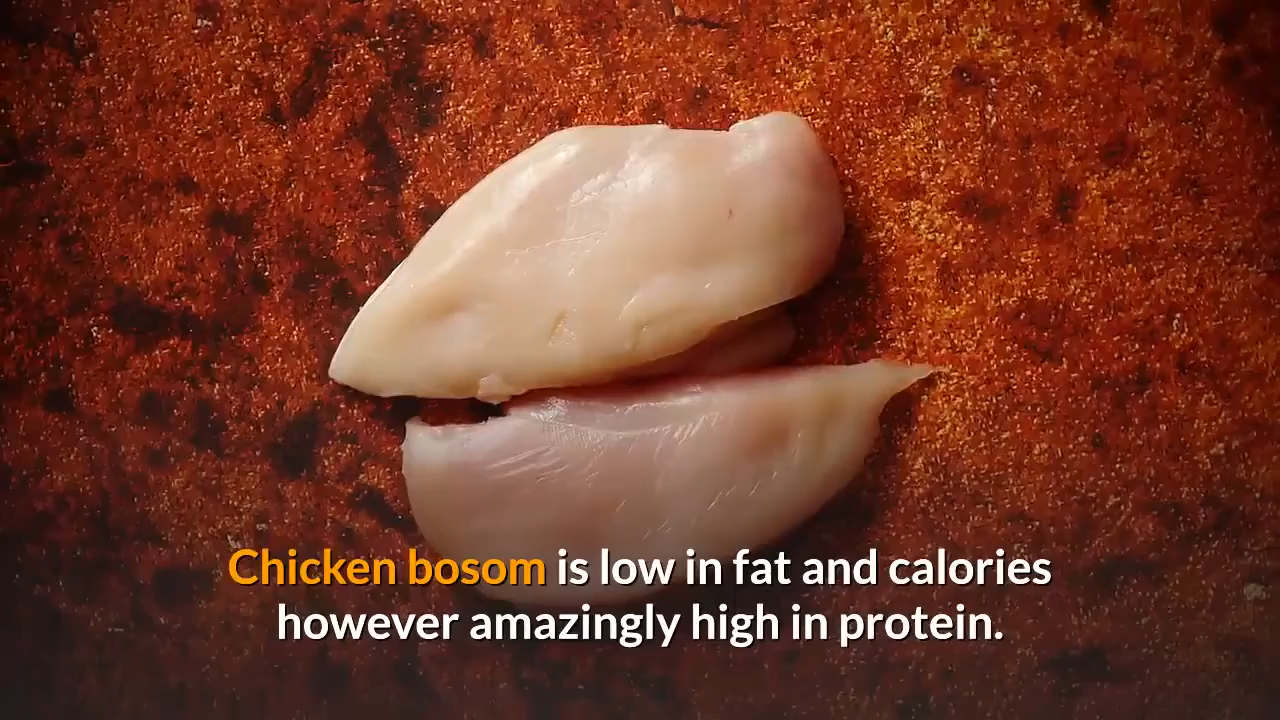 Chicken bosom is low in fat and calories
however amazingly high in protein.